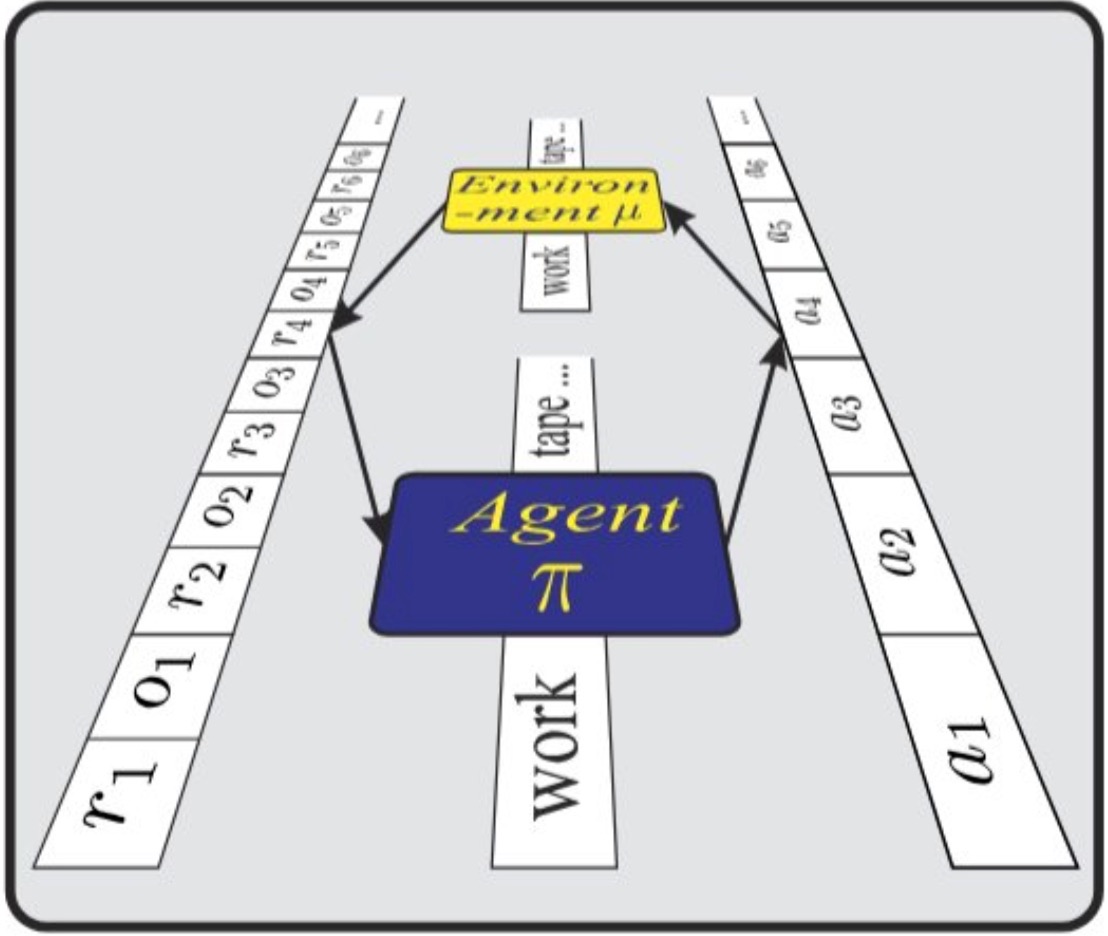 ...
o6
r6
o5
r5
o4
r4
o3
r3
o2
r2
o1
r1
tape ...
Environ
-ment μ
work
tape ...
Agent
π
work
...
a6
a5
a4
a3
a2
a1